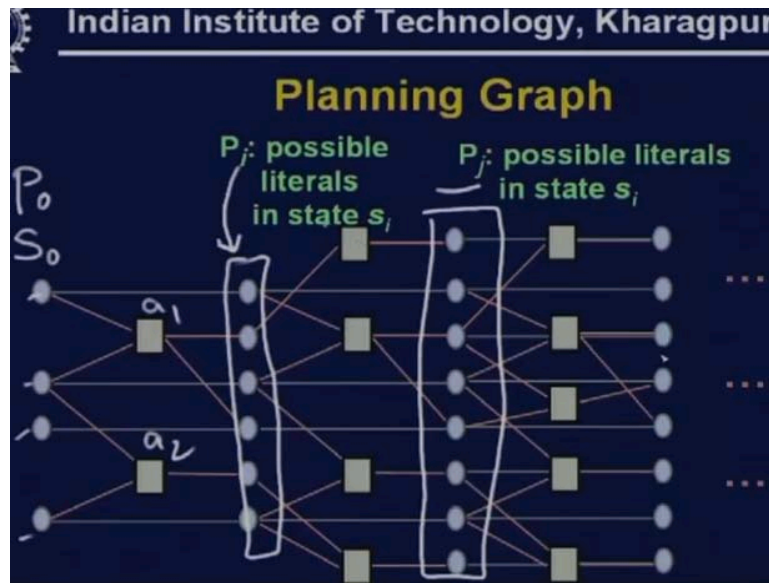 Indian Institute of Technology, Kharagpur
Planning Graph
Pᵢ: possible
literals
in state sᵢ
Pⱼ: possible literals
in state sᵢ
P₀
S₀
a₁
a₂
....
....
....